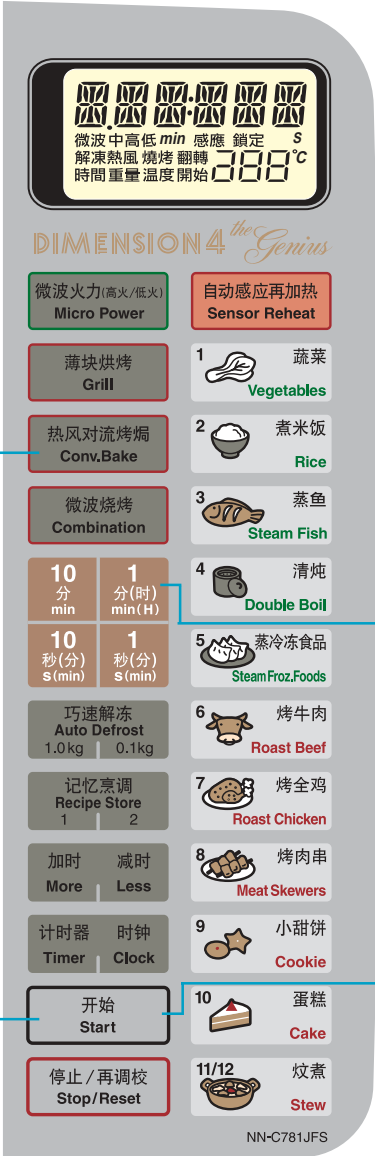 微波中高低 min 感應 鎖定 S
解凍熱風 燒烤 翻轉 °C
時間重量温度開始 288
DIMENSION 4 the Genius
微波火力(高火/低火)
Micro Power
薄块烘烤
Grill
热风对流烤焗
Conv.Bake
微波烧烤
Combination
10
分
min
1
分(时)
min(H)
10
秒(分)
s(min)
1
秒(分)
s(min)
巧速解冻
Auto Defrost
1.0kg 0.1kg
记忆烹调
Recipe Store
1 2
加时 减时
More Less
计时器 时钟
Timer Clock
开始
Start
停止/再调校
Stop/Reset
自动感应再加热
Sensor Reheat
1 蔬菜
Vegetables
2 煮米饭
Rice
3 蒸鱼
Steam Fish
4 清炖
Double Boil
5 蒸冷冻食品
Steam Froz.Foods
6 烤牛肉
Roast Beef
7 烤全鸡
Roast Chicken
8 烤肉串
Meat Skewers
9 小甜饼
Cookie
10 蛋糕
Cake
11/12 炆煮
Stew
NN-C781JFS